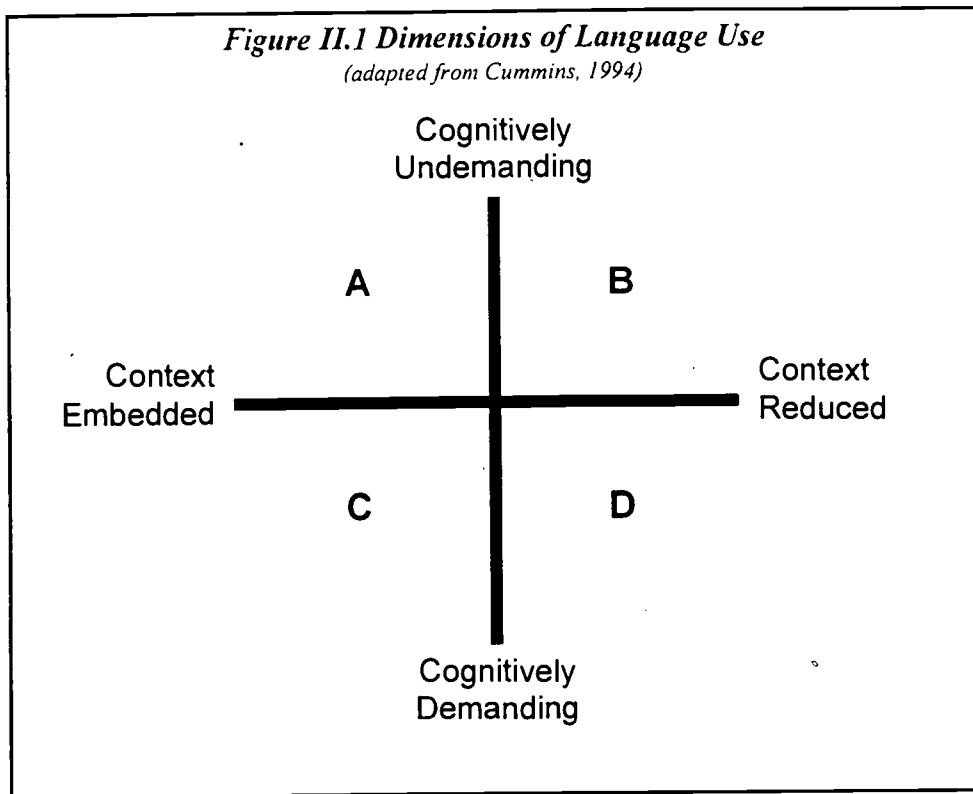 Figure II.1 Dimensions of Language Use
(adapted from Cummins, 1994)
Cognitively
Undemanding
A
B
Context
Embedded
Context
Reduced
C
D
Cognitively
Demanding